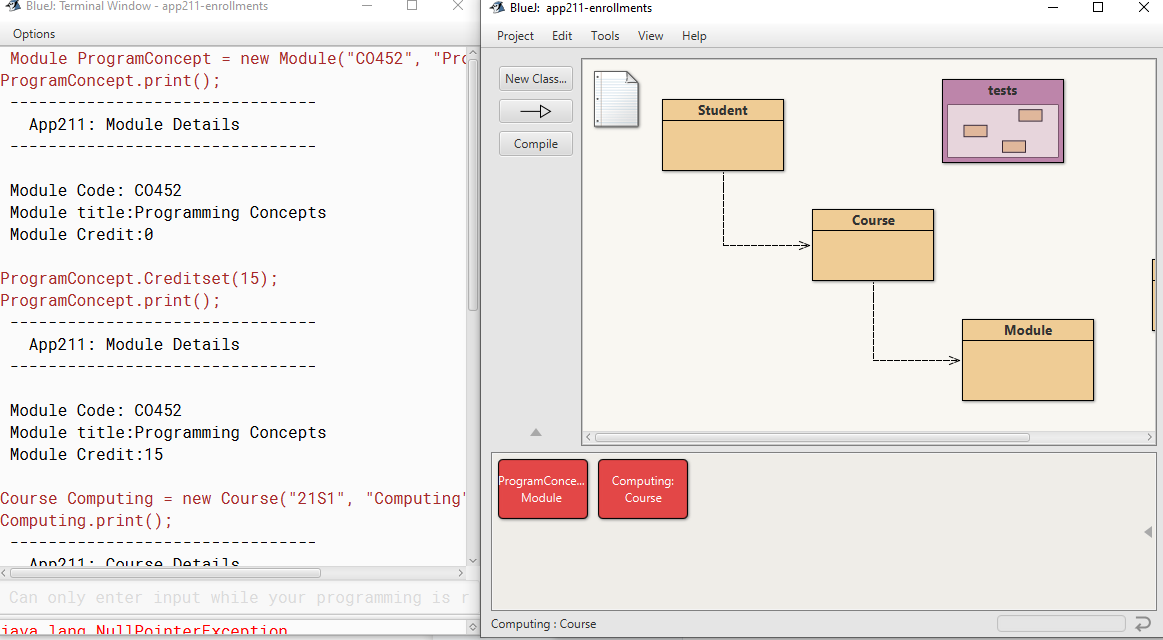 BlueJ: Terminal Window - app211-enrollments
Options
Module ProgramConcept = new Module("CO452", "Pro
ProgramConcept.print();
--------------------------------
App211: Module Details
--------------------------------
Module Code: CO452
Module title:Programming Concepts
Module Credit:0
ProgramConcept.Creditset(15);
ProgramConcept.print();
--------------------------------
App211: Module Details
--------------------------------
Module Code: CO452
Module title:Programming Concepts
Module Credit:15
Course Computing = new Course("21S1", "Computing"
Computing.print();
--------------------------------
App211: Course Details
Can only enter input while your programming is r
java.lang.NullPointerException
BlueJ: app211-enrollments
Project Edit Tools View Help
New Class...
Compile
Student
tests
Course
Module
ProgramConce...
Module
Computing:
Course
Computing : Course